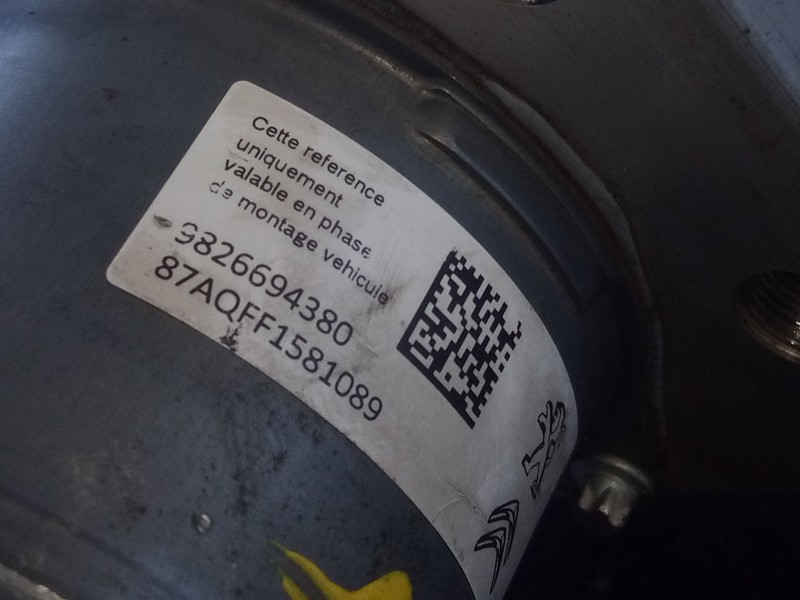 Cette reference
uniquement
valable en phase
de montage vehicule
9826694380
87AQFF1581089